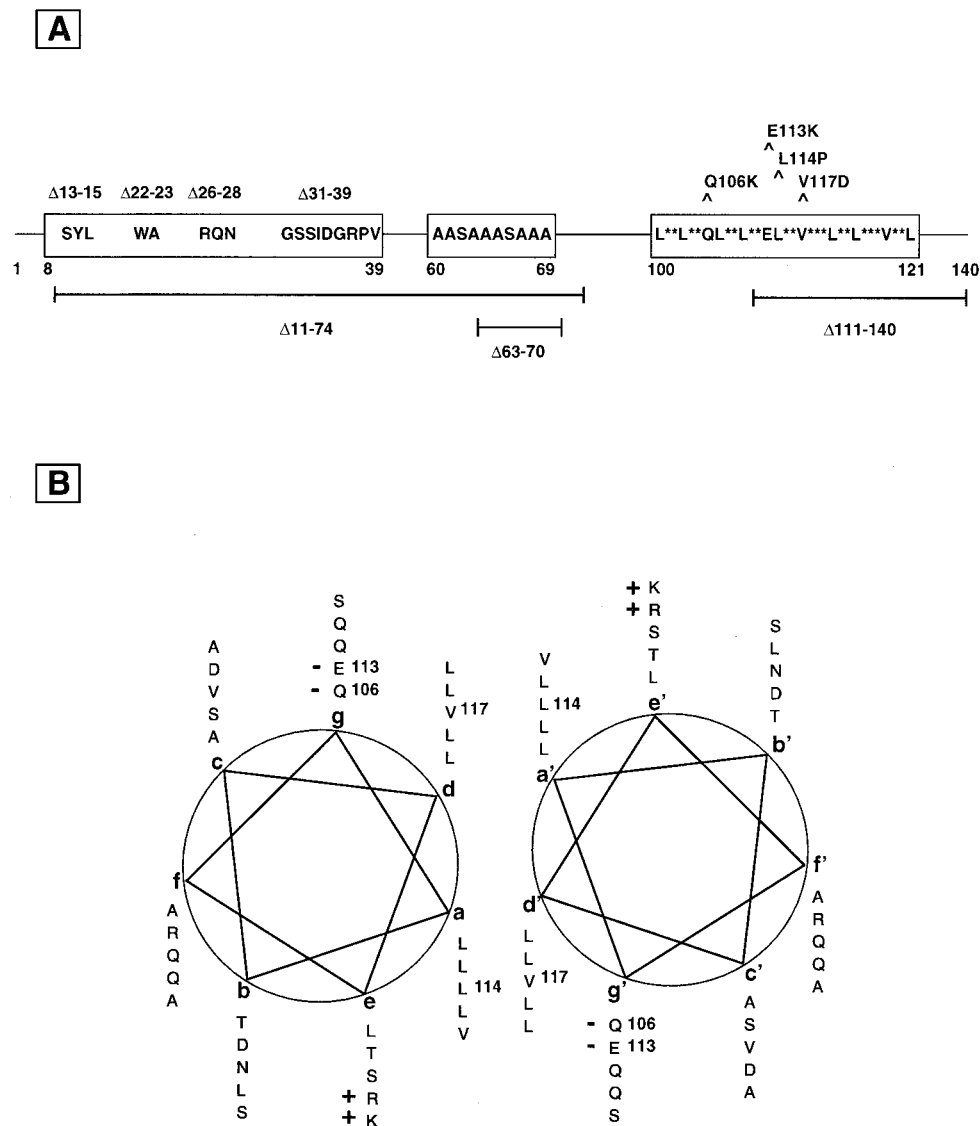 A
E113K
^
L114P
^
Δ13-15 Δ22-23 Δ26-28 Δ31-39 Q106K V117D
^ ^
SYL WA RQN GSSIDGRPV AASAAASAAA L**L**QL**L**EL**V***L**L***V**L
1 8 39 60 69 100 121 140
Δ11-74 Δ111-140
Δ63-70
B
S
Q
Q
- E 113
- Q 106
g
A
D
V
S
A
c
L
L
V 117
L
L
d
f
A
R
Q
Q
A
b
T
D
N
L
S
e
L
T
S
+ R
+ K
a
L
L
L 114
L
V
+ K
+ R
S
T
L
e'
V
L
L 114
L
L
a'
S
L
N
D
T
b'
f'
A
R
Q
Q
A
d'
L
L
V 117
L
L
g'
- Q 106
- E 113
Q
Q
S
c'
A
S
V
D
A